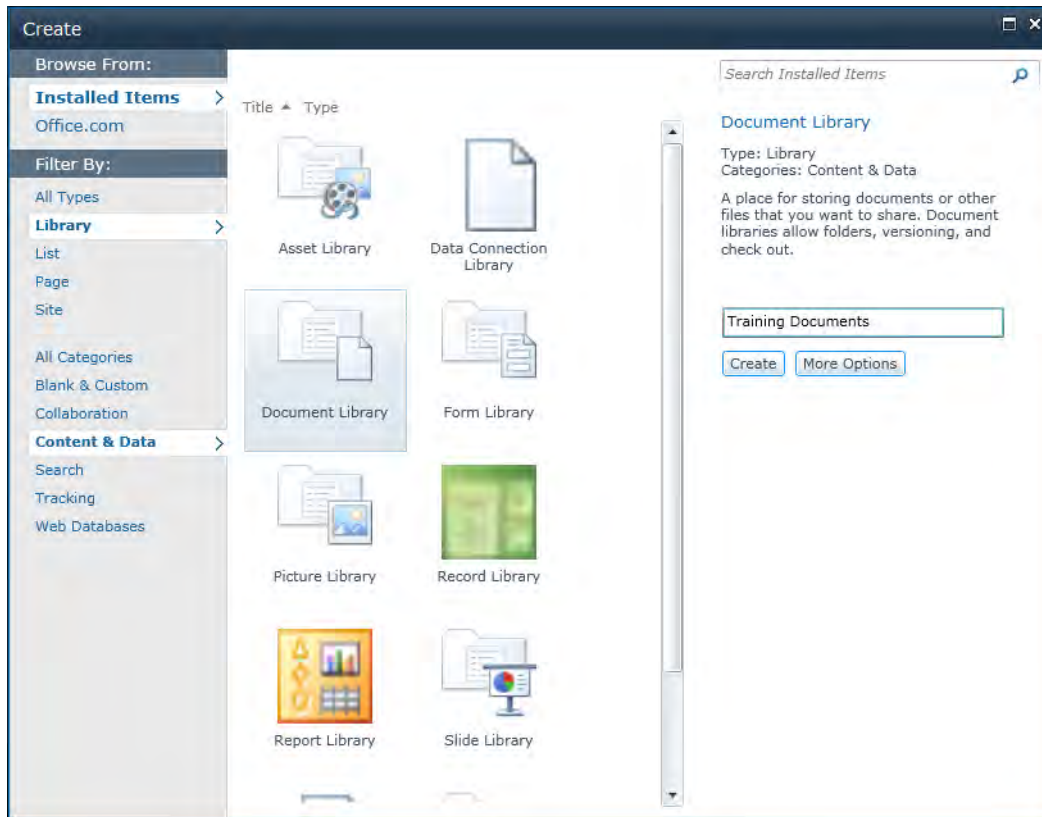 Create
Browse From:
Installed Items
Office.com
Filter By:
All Types
Library
List
Page
Site
All Categories
Blank & Custom
Collaboration
Content & Data
Search
Tracking
Web Databases
Title Type
Asset Library
Data Connection
Library
Document Library
Form Library
Picture Library
Record Library
Report Library
Slide Library
Search Installed Items
Document Library
Type: Library
Categories: Content & Data
A place for storing documents or other
files that you want to share. Document
libraries allow folders, versioning, and
check out.
Training Documents
Create
More Options